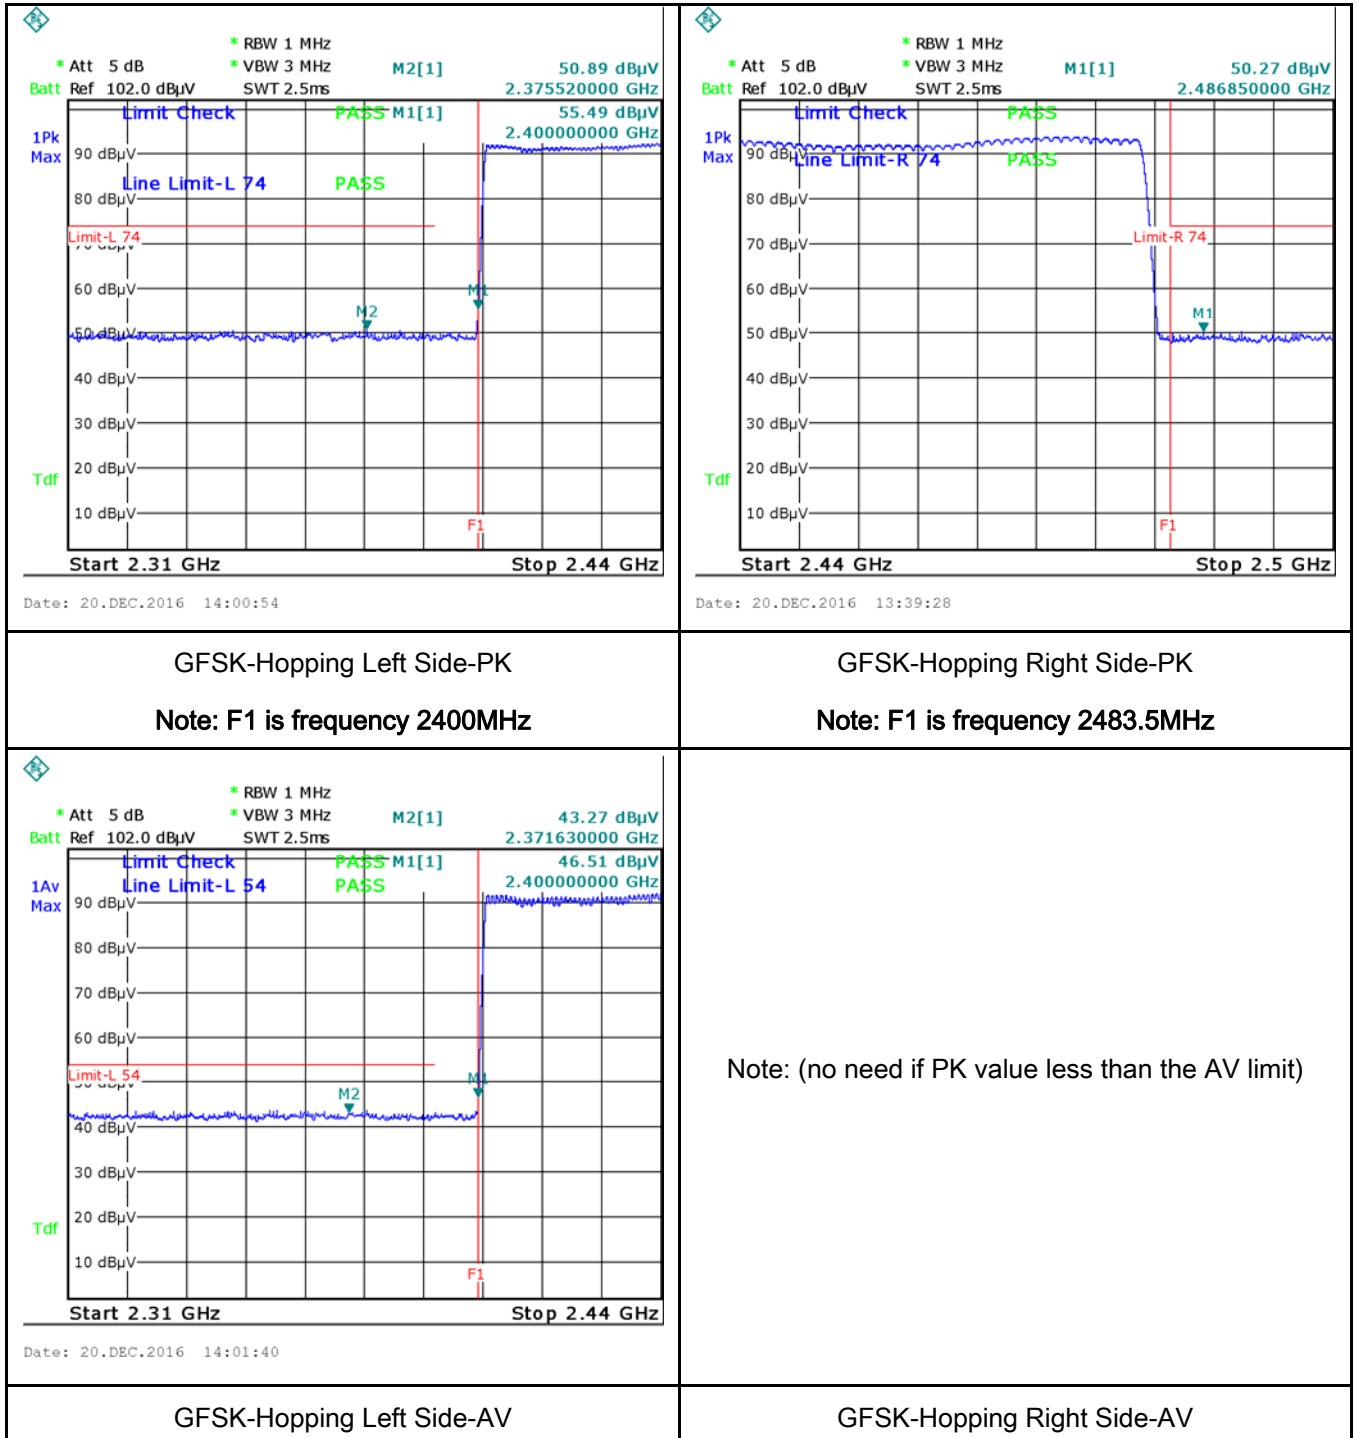 * RBW 1 MHz
* Att 5 dB * VBW 3 MHz M2[1] 50.89 dBµV
Batt Ref 102.0 dBµV SWT 2.5ms 2.375520000 GHz
Limit Check PASS M1[1] 55.49 dBµV
2.400000000 GHz
1Pk
Max
90 dBµV
Line Limit-L 74 PASS
80 dBµV
Limit-L 74
70 dBµV
60 dBµV
M1
M2
50 dBµV
40 dBµV
30 dBµV
20 dBµV
Tdf
10 dBµV
F1
Start 2.31 GHz Stop 2.44 GHz
Date: 20.DEC.2016 14:00:54
GFSK-Hopping Left Side-PK
Note: F1 is frequency 2400MHz
* RBW 1 MHz
* Att 5 dB * VBW 3 MHz M1[1] 50.27 dBµV
Batt Ref 102.0 dBµV SWT 2.5ms 2.486850000 GHz
Limit Check PASS
1Pk
Max
90 dBµV
Line Limit-R 74 PASS
80 dBµV
Limit-R 74
70 dBµV
60 dBµV
M1
50 dBµV
40 dBµV
30 dBµV
20 dBµV
Tdf
10 dBµV
F1
Start 2.44 GHz Stop 2.5 GHz
Date: 20.DEC.2016 13:39:28
GFSK-Hopping Right Side-PK
Note: F1 is frequency 2483.5MHz
* RBW 1 MHz
* Att 5 dB * VBW 3 MHz M2[1] 43.27 dBµV
Batt Ref 102.0 dBµV SWT 2.5ms 2.371630000 GHz
Limit Check PASS M1[1] 46.51 dBµV
Line Limit-L 54 PASS 2.400000000 GHz
1Av
Max
90 dBµV
80 dBµV
70 dBµV
60 dBµV
Limit-L 54
50 dBµV
M1
M2
40 dBµV
30 dBµV
20 dBµV
Tdf
10 dBµV
F1
Start 2.31 GHz Stop 2.44 GHz
Date: 20.DEC.2016 14:01:40
GFSK-Hopping Left Side-AV
Note: (no need if PK value less than the AV limit)
GFSK-Hopping Right Side-AV